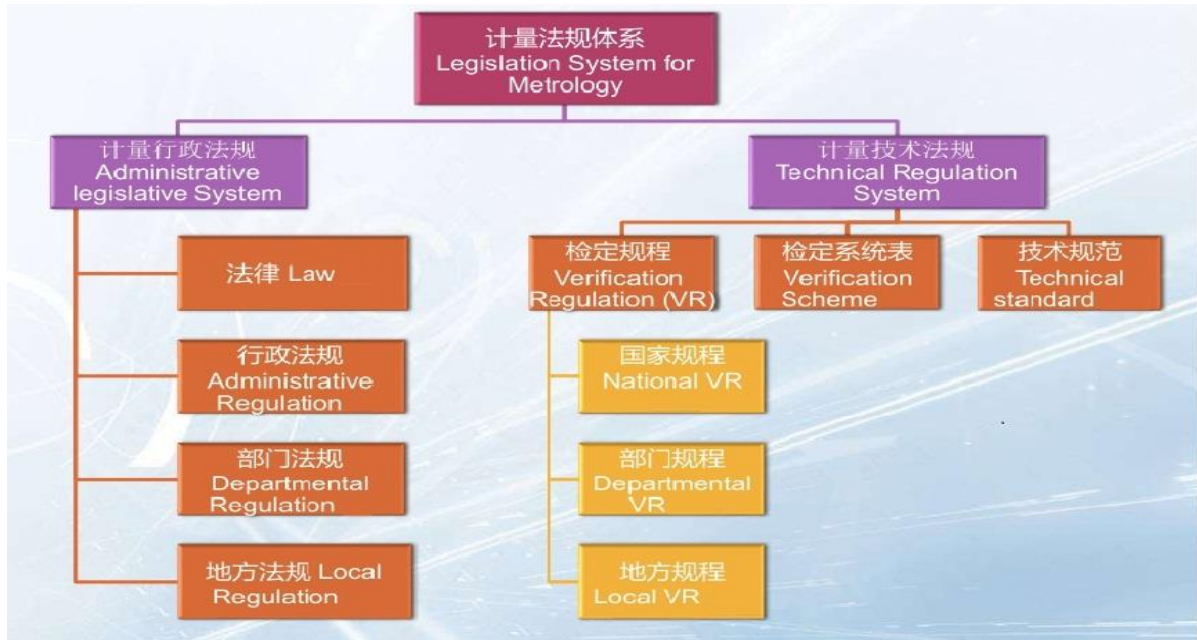 计量法规体系
Legislation System for
Metrology
计量行政法规
Administrative
legislative System
计量技术法规
Technical Regulation
System
法律 Law
行政法规
Administrative
Regulation
部门法规
Departmental
Regulation
地方法规 Local
Regulation
检定规程
Verification
Regulation (VR)
检定系统表
Verification
Scheme
技术规范
Technical
standard
国家规程
National VR
部门规程
Departmental
VR
地方规程
Local VR